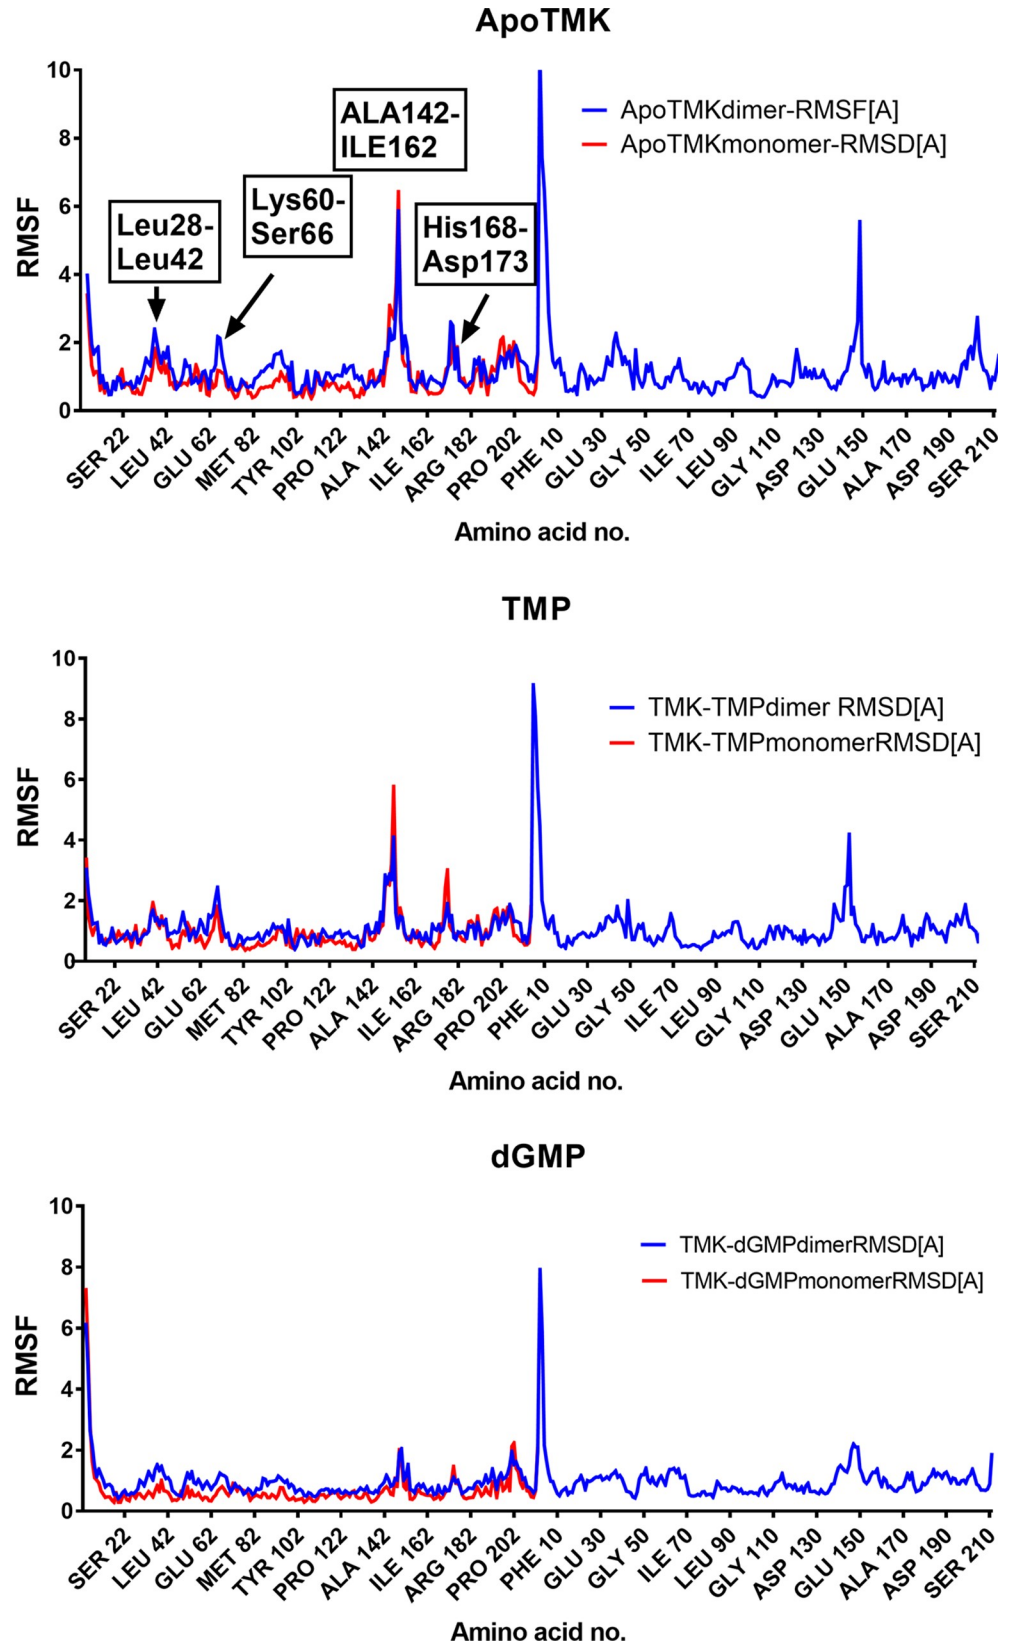 ApoTMK
10
8
6
4
2
0
RMSF
ApoTMKdimer-RMSF[A]
ApoTMKmonomer-RMSD[A]
ALA142-
ILE162
Lys60-
Ser66
Leu28-
Leu42
His168-
Asp173
SER 22
LEU 42
GLU 62
MET 82
TYR 102
PRO 122
ALA 142
ILE 162
ARG 182
PRO 202
PHE 10
GLU 30
GLY 50
ILE 70
LEU 90
GLY 110
ASP 130
GLU 150
ALA 170
ASP 190
SER 210
Amino acid no.
TMP
10
8
6
4
2
0
RMSF
TMK-TMPdimer RMSD[A]
TMK-TMPmonomerRMSD[A]
SER 22
LEU 42
GLU 62
MET 82
TYR 102
PRO 122
ALA 142
ILE 162
ARG 182
PRO 202
PHE 10
GLU 30
GLY 50
ILE 70
LEU 90
GLY 110
ASP 130
GLU 150
ALA 170
ASP 190
SER 210
Amino acid no.
dGMP
10
8
6
4
2
0
RMSF
TMK-dGMPdimerRMSD[A]
TMK-dGMPmonomerRMSD[A]
SER 22
LEU 42
GLU 62
MET 82
TYR 102
PRO 122
ALA 142
ILE 162
ARG 182
PRO 202
PHE 10
GLU 30
GLY 50
ILE 70
LEU 90
GLY 110
ASP 130
GLU 150
ALA 170
ASP 190
SER 210
Amino acid no.